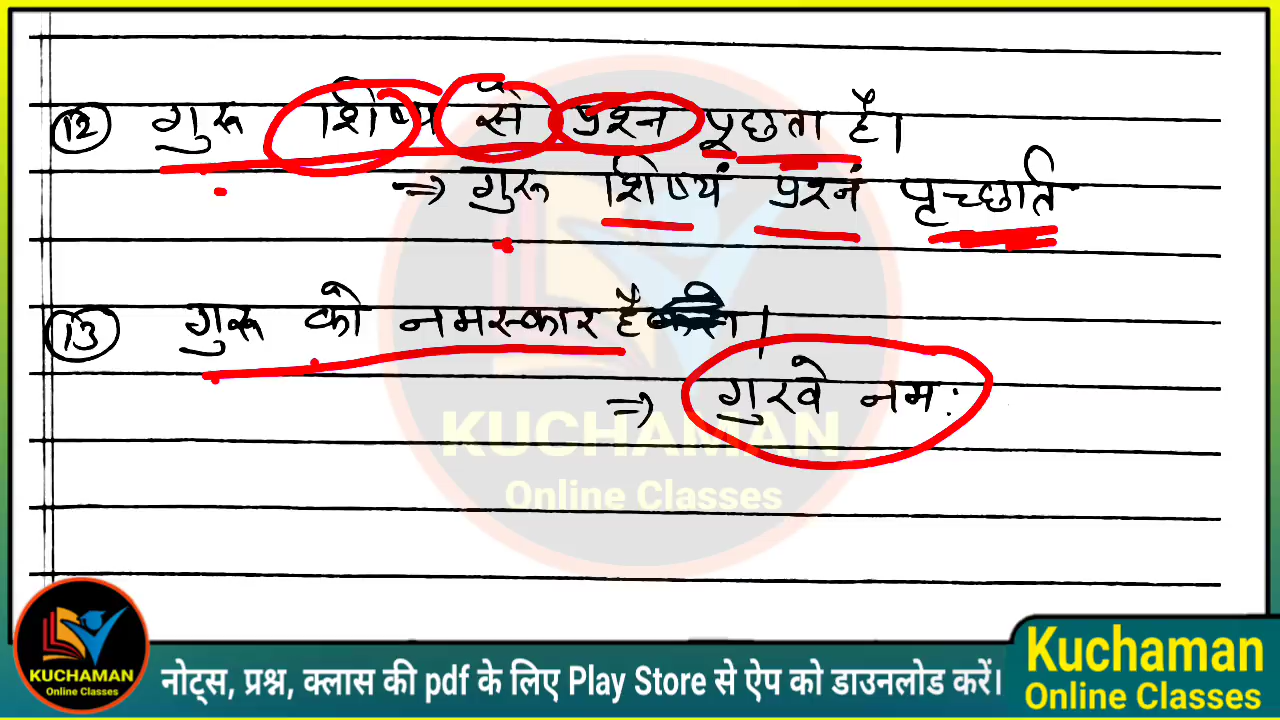 12 गुरू शिष्य से प्रश्न पूछता है।
=> गुरू शिष्यं प्रश्नं पृच्छति
13 गुरू को नमस्कार है ।
=> गुरवे नमः
KUCHAMAN
Online Classes
KUCHAMAN
Online Classes
नोट्स, प्रश्न, क्लास की pdf के लिए Play Store से ऐप को डाउनलोड करें।
Kuchaman
Online Classes